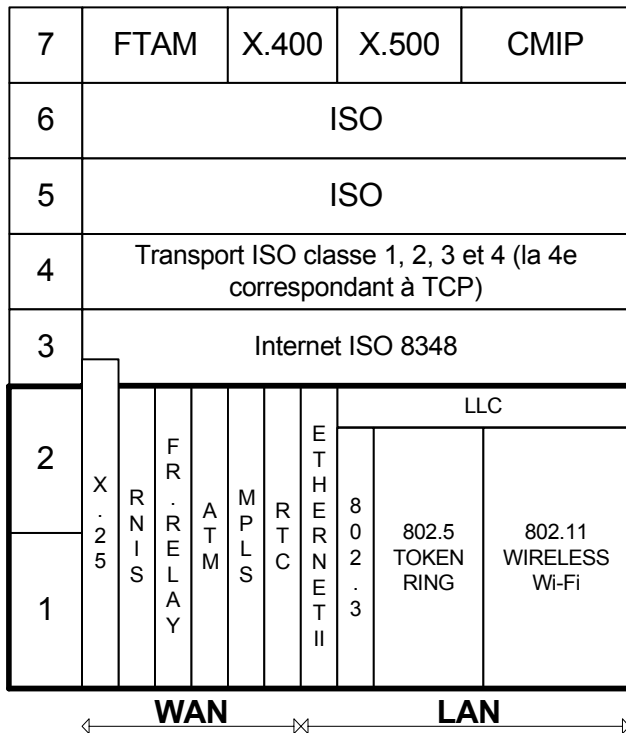 7 FTAM X.400 X.500 CMIP
6 ISO
5 ISO
4 Transport ISO classe 1, 2, 3 et 4 (la 4e
correspondant à TCP)
3 Internet ISO 8348
2
1
X.25
RNIS
FR.RELAY
ATM
MPLS
RTC
ETHERNETII
LLC
802.3
802.5
TOKEN
RING
802.11
WIRELESS
Wi-Fi
WAN LAN